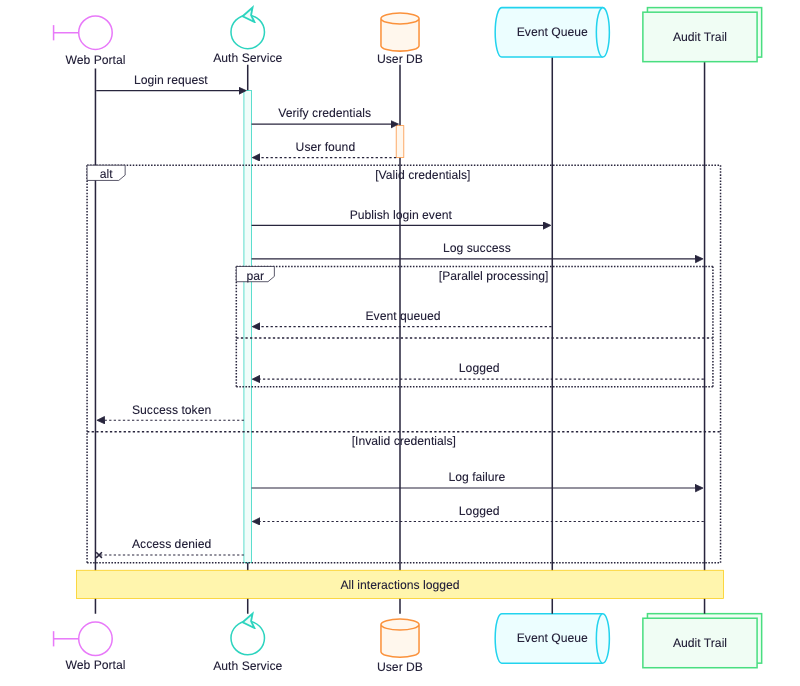 Web Portal
Auth Service
User DB
Event Queue
Audit Trail
Login request
Verify credentials
User found
alt
[Valid credentials]
Publish login event
Log success
par
[Parallel processing]
Event queued
Logged
Success token
[Invalid credentials]
Log failure
Logged
Access denied
All interactions logged
Web Portal
Auth Service
User DB
Event Queue
Audit Trail